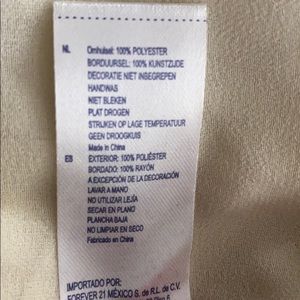 NL Omhulsel: 100% POLYESTER
BORDUURSEL: 100% KUNSTZIJDE
DECORATIE NIET INBEGREPEN
HANDWAS
NIET BLEKEN
PLAT DROGEN
STRIJKEN OP LAGE TEMPERATUUR
GEEN DROOGKUIS
Made in China
ES EXTERIOR: 100% POLIÉSTER
BORDADO: 100% RAYÓN
A EXCEPCIÓN DE LA DECORACIÓN
LAVAR A MANO
NO UTILIZAR LEJÍA
SECAR EN PLANO
PLANCHA BAJA
NO LIMPIAR EN SECO
Fabricado en China
IMPORTADO POR:
FOREVER 21 MÉXICO S. de R.L. de C.V.